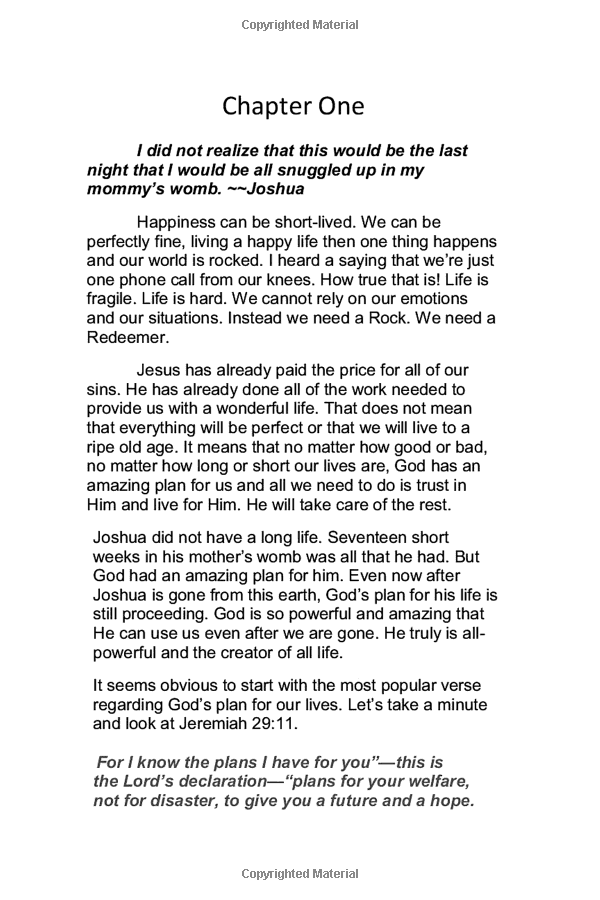 Copyrighted Material
Chapter One
I did not realize that this would be the last
night that I would be all snuggled up in my
mommy’s womb. ~~Joshua
Happiness can be short-lived. We can be
perfectly fine, living a happy life then one thing happens
and our world is rocked. I heard a saying that we’re just
one phone call from our knees. How true that is! Life is
fragile. Life is hard. We cannot rely on our emotions
and our situations. Instead we need a Rock. We need a
Redeemer.
Jesus has already paid the price for all of our
sins. He has already done all of the work needed to
provide us with a wonderful life. That does not mean
that everything will be perfect or that we will live to a
ripe old age. It means that no matter how good or bad,
no matter how long or short our lives are, God has an
amazing plan for us and all we need to do is trust in
Him and live for Him. He will take care of the rest.
Joshua did not have a long life. Seventeen short
weeks in his mother’s womb was all that he had. But
God had an amazing plan for him. Even now after
Joshua is gone from this earth, God’s plan for his life is
still proceeding. God is so powerful and amazing that
He can use us even after we are gone. He truly is all-
powerful and the creator of all life.
It seems obvious to start with the most popular verse
regarding God’s plan for our lives. Let’s take a minute
and look at Jeremiah 29:11.
For I know the plans I have for you”—this is
the Lord’s declaration—“plans for your welfare,
not for disaster, to give you a future and a hope.
Copyrighted Material